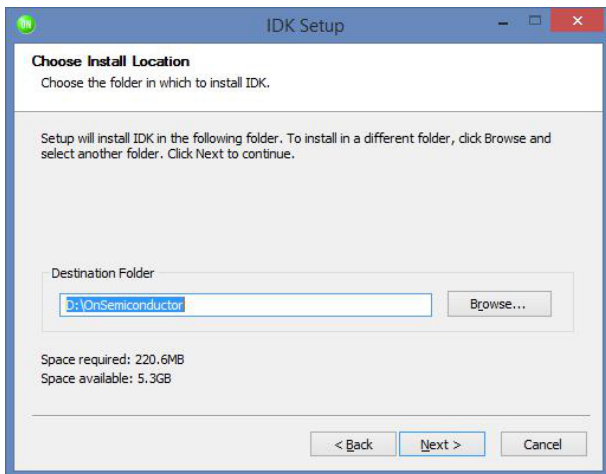 ON
IDK Setup
Choose Install Location
Choose the folder in which to install IDK.
Setup will install IDK in the following folder. To install in a different folder, click Browse and
select another folder. Click Next to continue.
Destination Folder
D:\OnSemiconductor
Browse...
Space required: 220.6MB
Space available: 5.3GB
< Back
Next >
Cancel